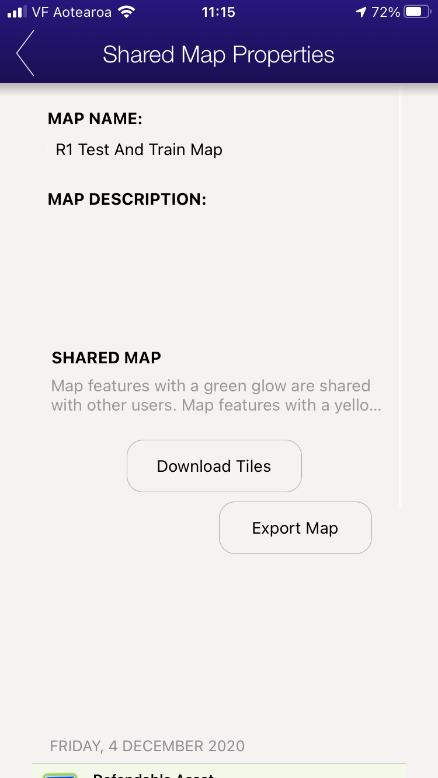 VF Aotearoa 11:15 72%
Shared Map Properties
MAP NAME:
R1 Test And Train Map
MAP DESCRIPTION:
SHARED MAP
Map features with a green glow are shared
with other users. Map features with a yello...
Download Tiles
Export Map
FRIDAY, 4 DECEMBER 2020
Defendable Asset